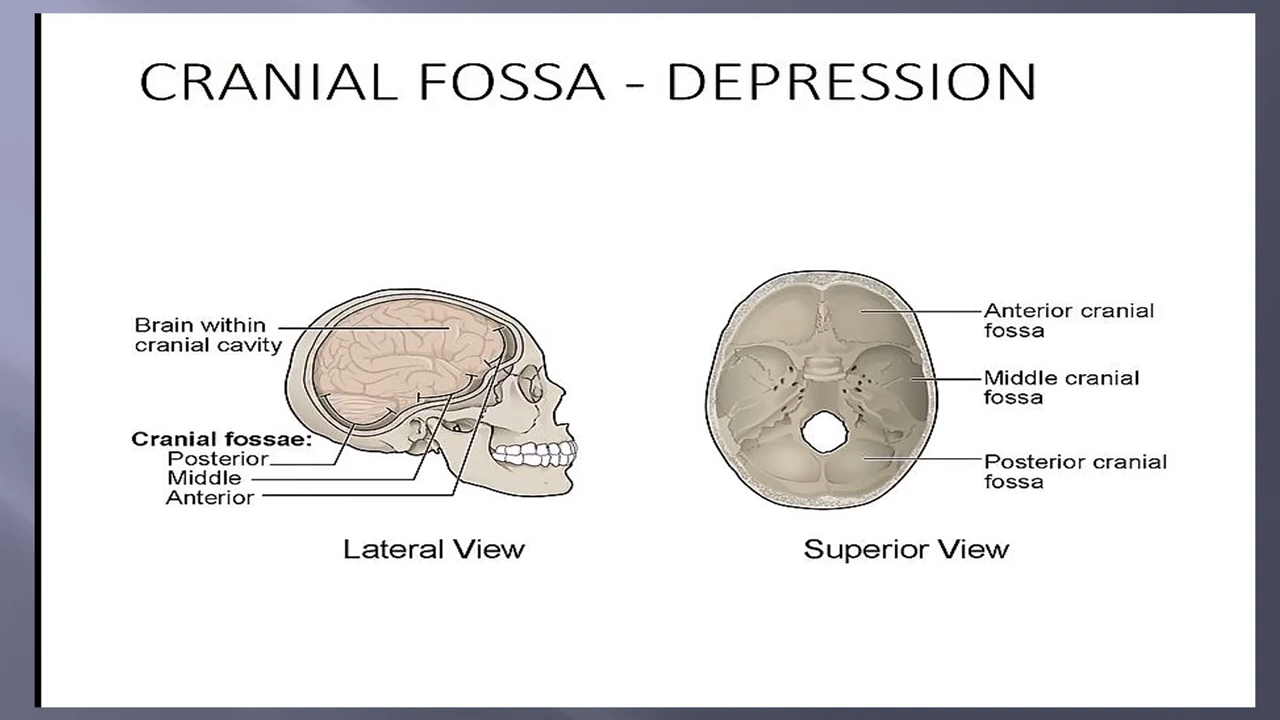 CRANIAL FOSSA - DEPRESSION
Brain within
cranial cavity
Cranial fossae:
Posterior
Middle
Anterior
Lateral View
Anterior cranial
fossa
Middle cranial
fossa
Posterior cranial
fossa
Superior View